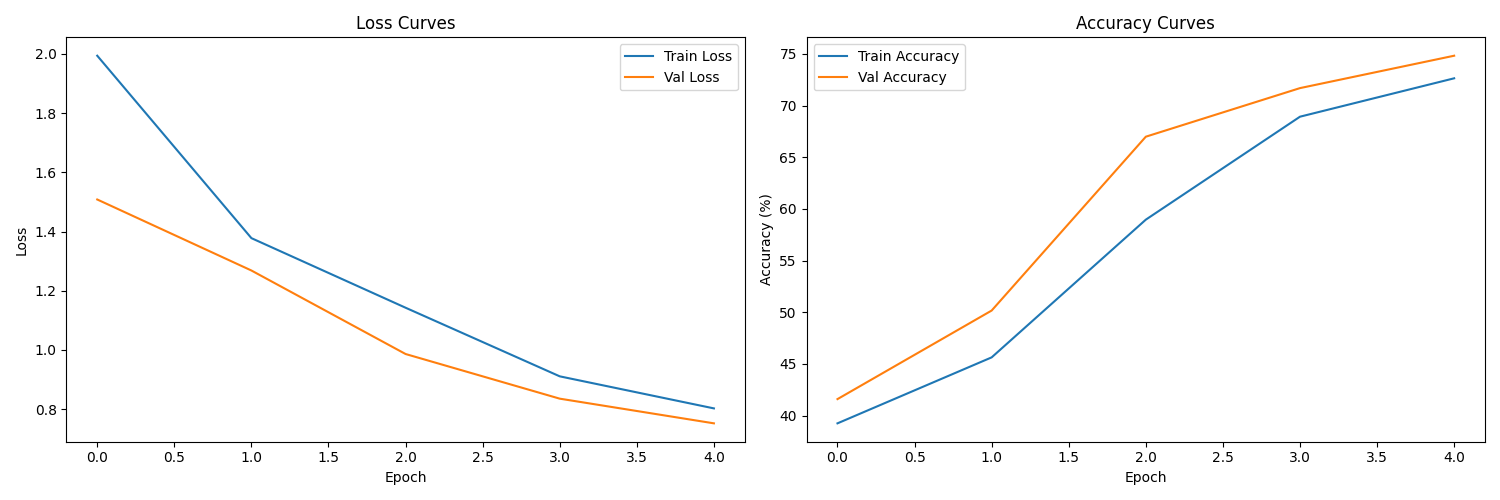 Loss Curves
Train Loss
Val Loss
2.0
1.8
1.6
1.4
1.2
1.0
0.8
Loss
0.0 0.5 1.0 1.5 2.0 2.5 3.0 3.5 4.0
Epoch
Accuracy Curves
Train Accuracy
Val Accuracy
75
70
65
60
55
50
45
40
Accuracy (%)
0.0 0.5 1.0 1.5 2.0 2.5 3.0 3.5 4.0
Epoch